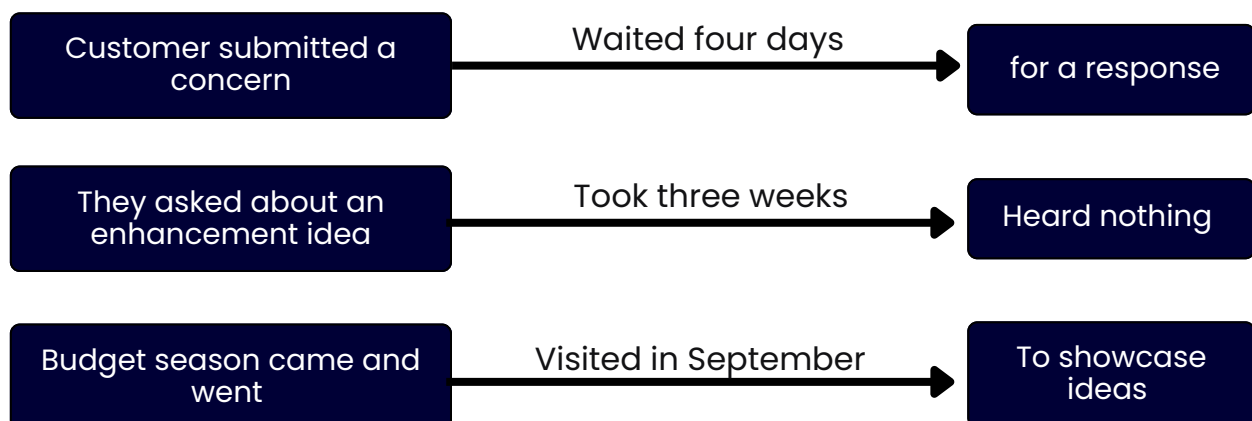 Customer submitted a
concern
Waited four days
for a response
They asked about an
enhancement idea
Took three weeks
Heard nothing
Budget season came and
went
Visited in September
To showcase
ideas